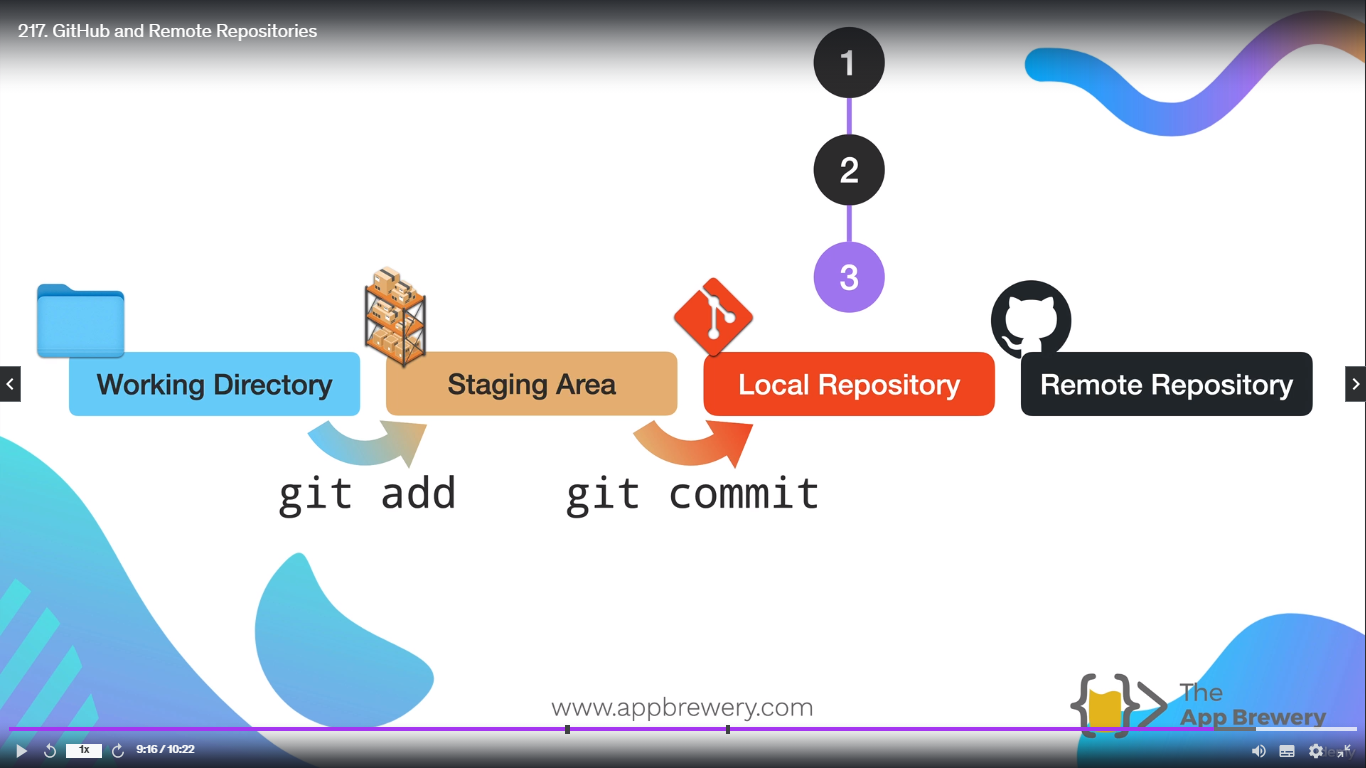 217. GitHub and Remote Repositories
1
2
3
Working Directory
Staging Area
Local Repository
Remote Repository
git add
git commit
www.appbrewery.com
The
App Brewery
1x
9:16 / 10:22